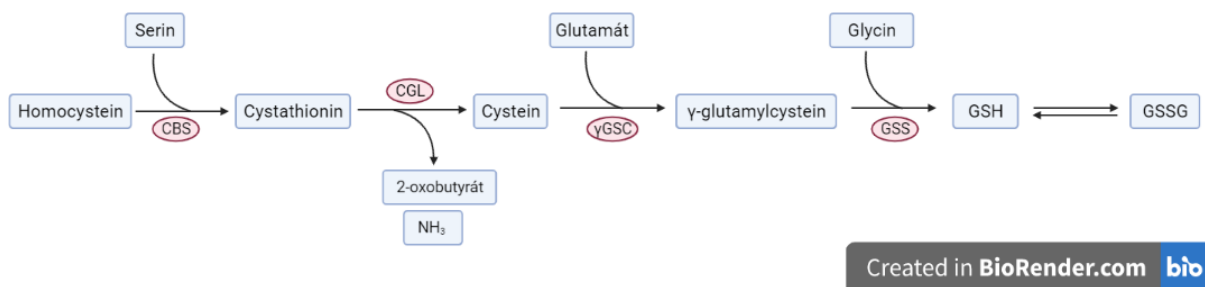 Serin
Glutamát
Glycin
CGL
Homocystein
Cystathionin
Cystein
γ-glutamylcystein
GSH
GSSG
CBS
γGSC
GSS
2-oxobutyrát
NH₃
Created in BioRender.com bio